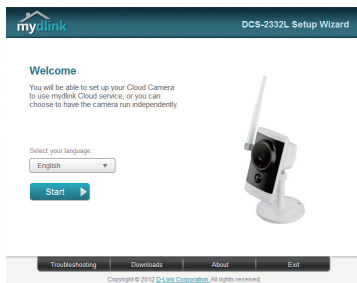 mydlink
DCS-2332L Setup Wizard
Welcome
You will be able to set up your Cloud Camera
to use mydlink Cloud service, or you can
choose to have the camera run independently.
Select your language:
English
Start
Troubleshooting Downloads About Exit
Copyright © 2012 D-Link Corporation. All rights reserved.